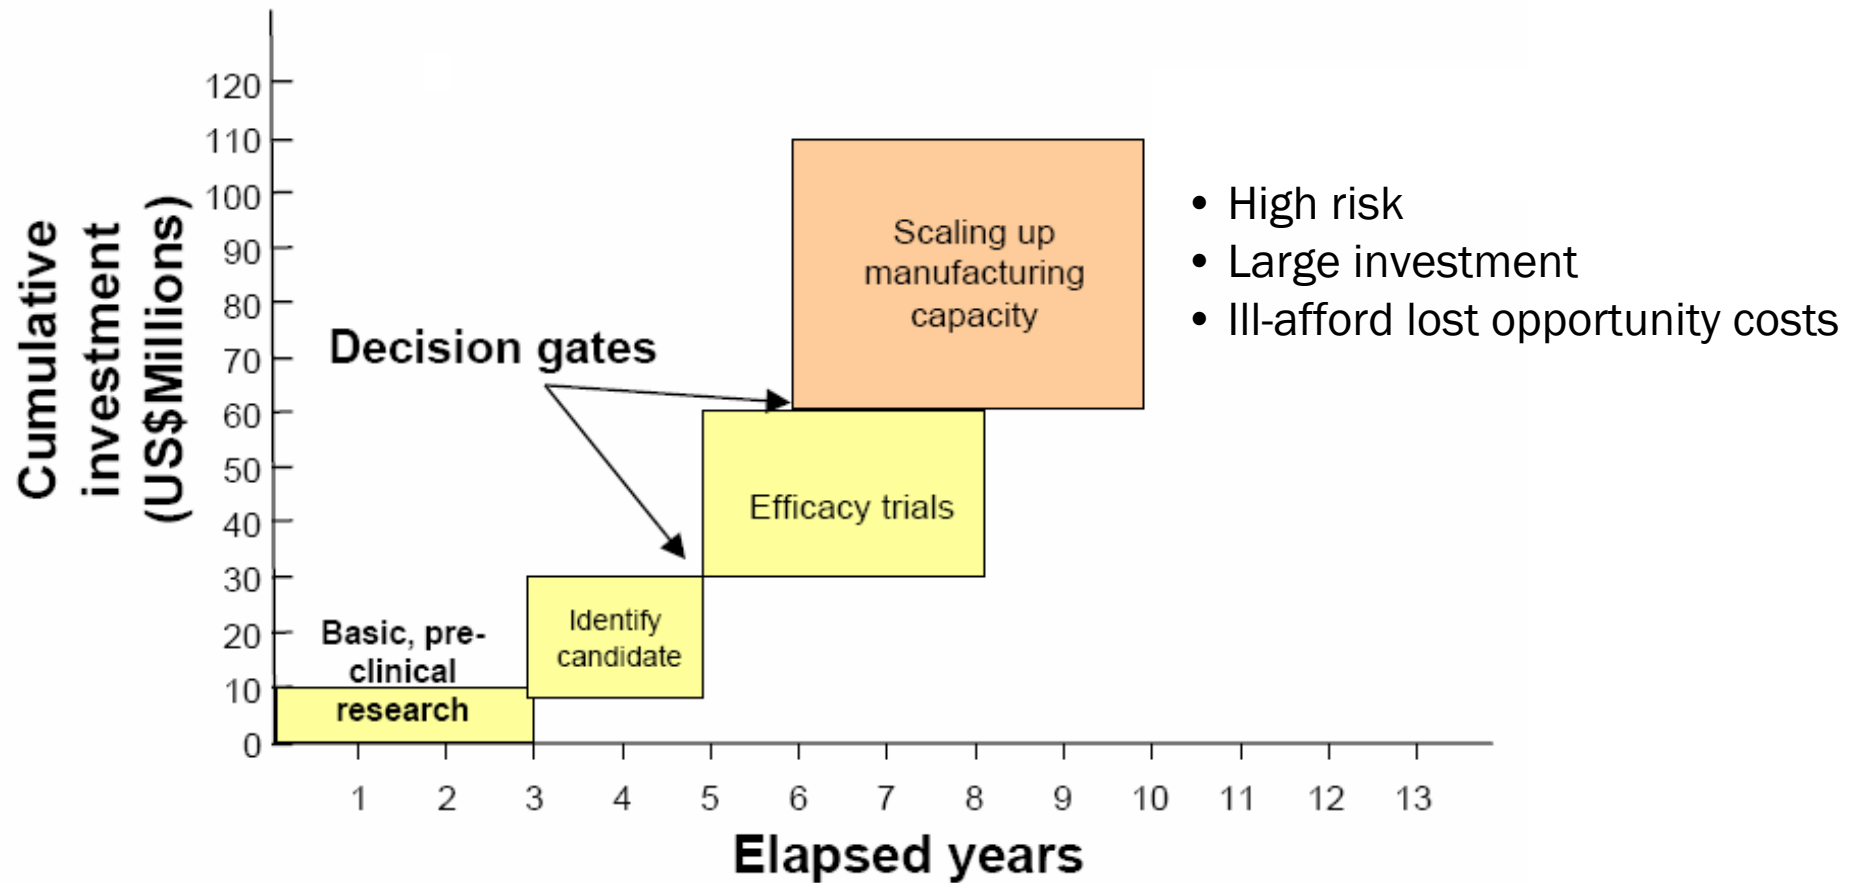 Cumulative
investment
(US$Millions)
120
110
100
90
80
70
60
50
40
30
20
10
0
Decision gates
Basic, pre-
clinical
research
Identify
candidate
Efficacy trials
Scaling up
manufacturing
capacity
• High risk
• Large investment
• Ill-afford lost opportunity costs
1 2 3 4 5 6 7 8 9 10 11 12 13
Elapsed years